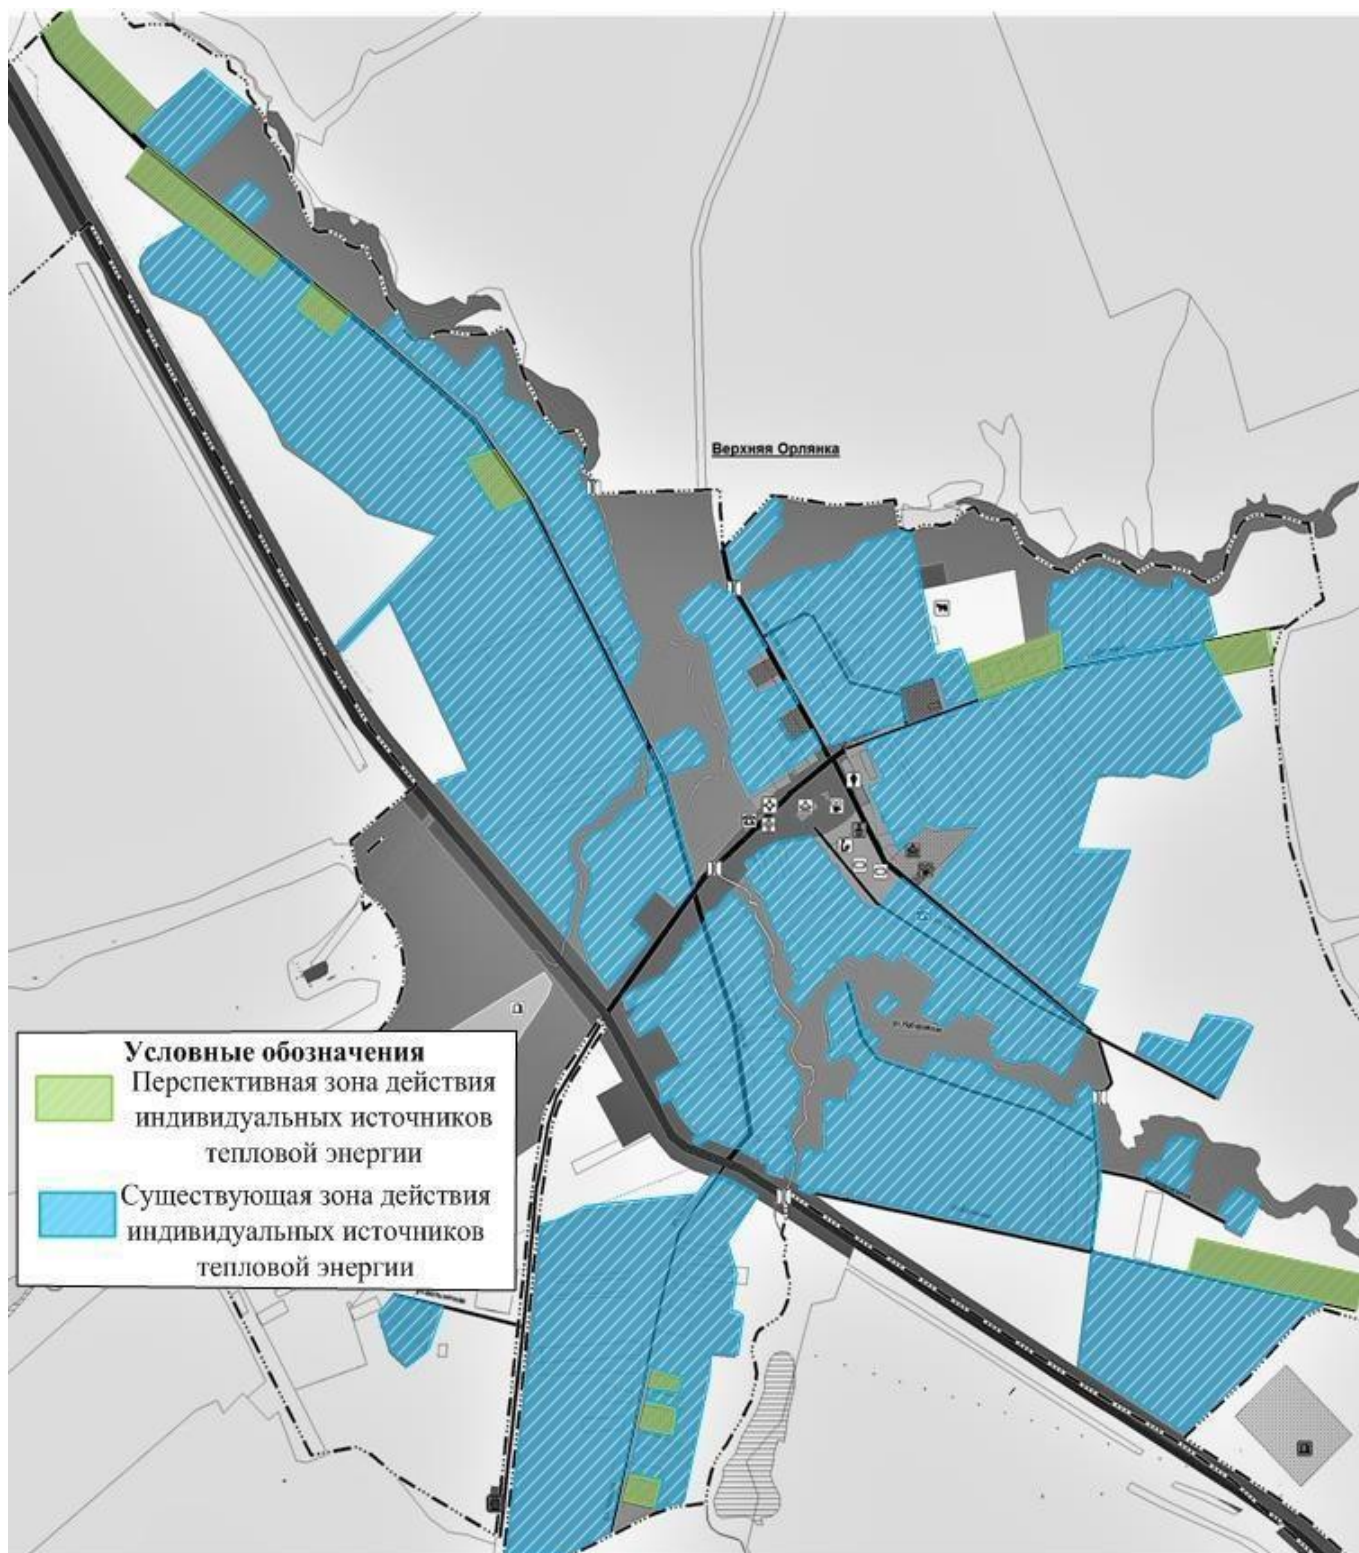 Верхняя Орлянка
Условные обозначения
Перспективная зона действия
индивидуальных источников
тепловой энергии
Существующая зона действия
индивидуальных источников
тепловой энергии